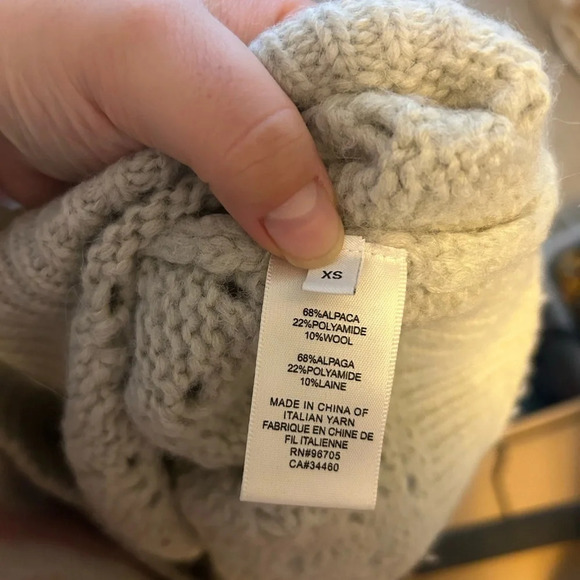 XS
68%ALPACA
22%POLYAMIDE
10%WOOL
68%ALPAGA
22%POLYAMIDE
10%LAINE
MADE IN CHINA OF
ITALIAN YARN
FABRIQUE EN CHINE DE
FIL ITALIENNE
RN#96705
CA#34460